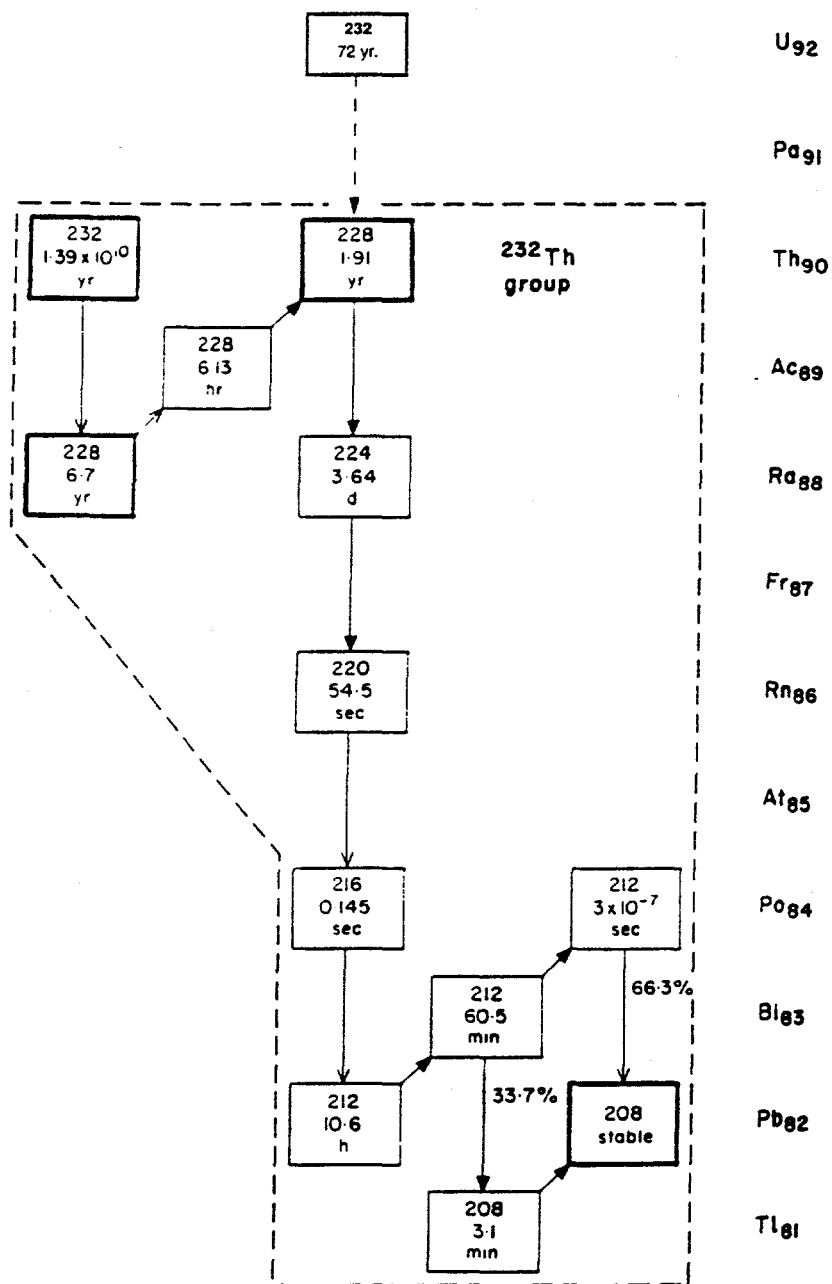 232
72 yr.
U92
Pa91
232
1·39 x 10¹⁰
yr
228
1·91
yr
²³²Th
group
Th90
228
6 13
hr
Ac89
228
6·7
yr
224
3·64
d
Ra88
Fr87
220
54·5
sec
Rn86
At85
216
0 145
sec
212
3 x 10⁻⁷
sec
Po84
66·3%
212
60·5
min
Bi83
33·7%
212
10·6
h
208
stable
Pb82
208
3·1
min
Tl81